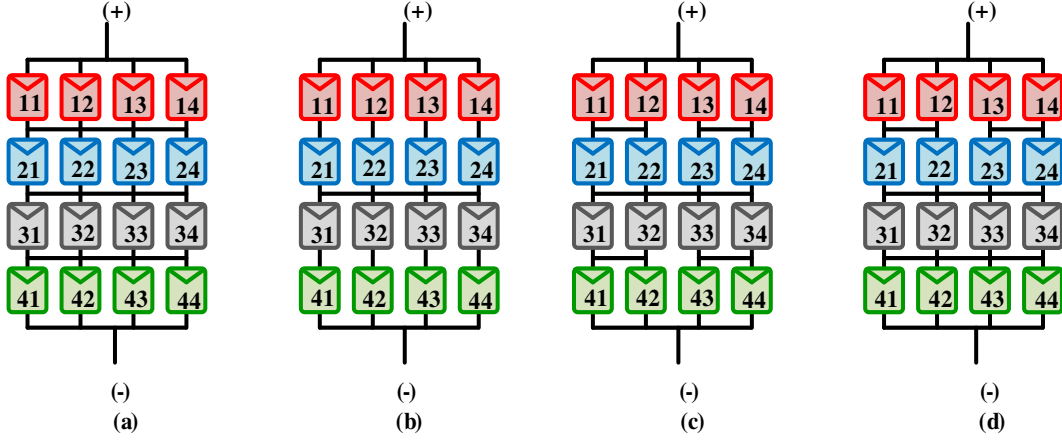 (+) (+) (+) (+)
11 12 13 14 11 12 13 14 11 12 13 14 11 12 13 14
21 22 23 24 21 22 23 24 21 22 23 24 21 22 23 24
31 32 33 34 31 32 33 34 31 32 33 34 31 32 33 34
41 42 43 44 41 42 43 44 41 42 43 44 41 42 43 44
(-) (-) (-) (-)
(a) (b) (c) (d)